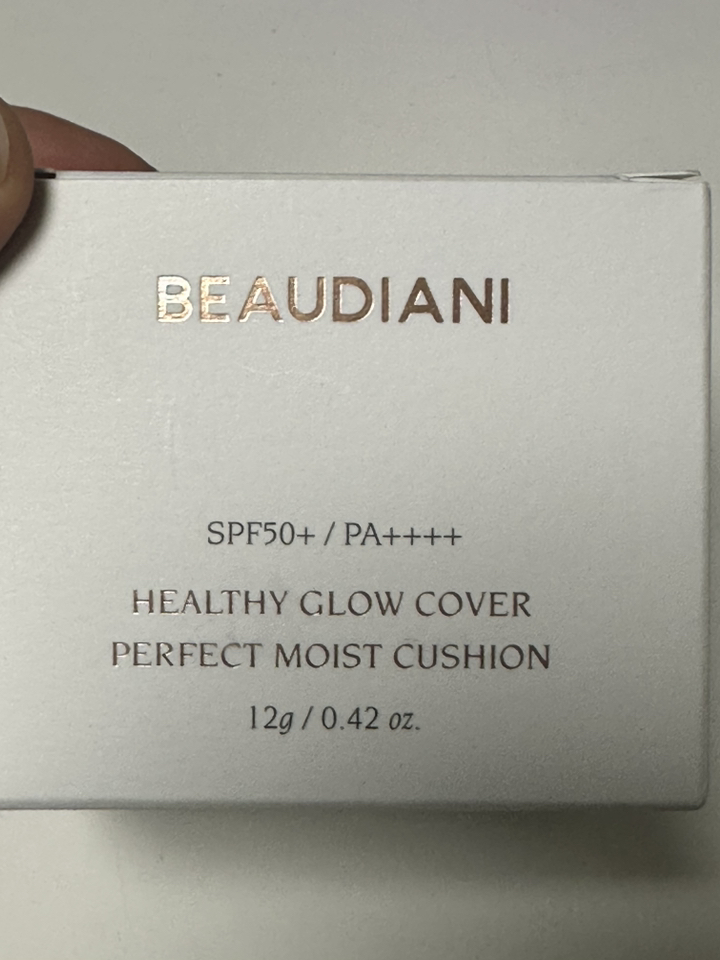 BEAUDIANI
SPF50+ / PA++++
HEALTHY GLOW COVER
PERFECT MOIST CUSHION
12g / 0.42 oz.